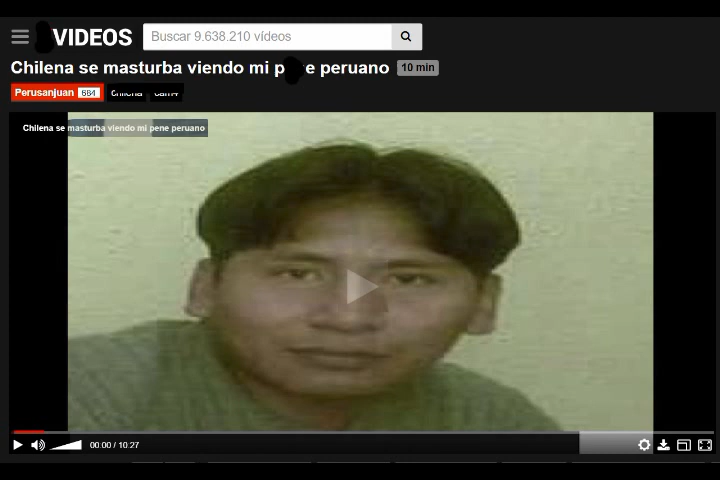 VIDEOS
Buscar 9.638.210 vídeos
Chilena se masturba viendo mi p e peruano 10 min
Perusanjuan 684
Chilena se masturba viendo mi pene peruano
00:00 / 10:27